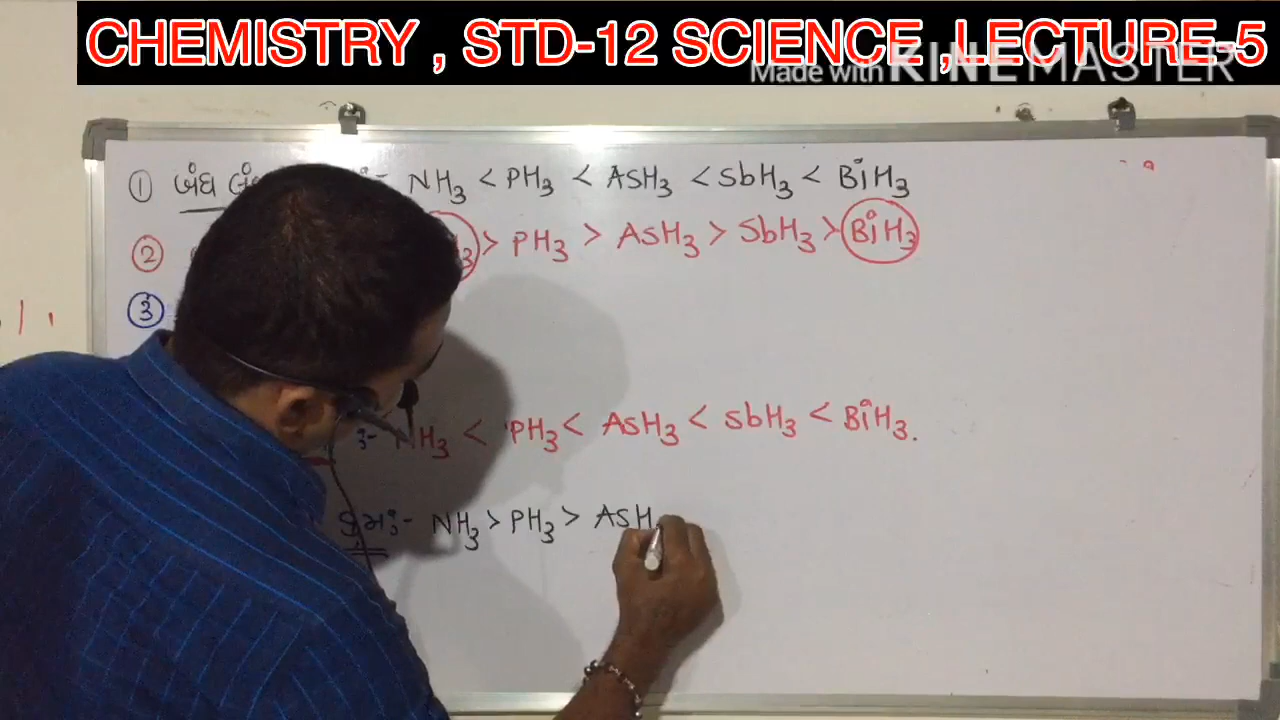 CHEMISTRY , STD-12 SCIENCE ,LECTURE-5
Made with KINEMASTER
① બંધ NH₃ < PH₃ < ASH₃ < SbH₃ < BiH₃
② > PH₃ > ASH₃ > SbH₃ > BiH₃
③
NH₃ < PH₃ < ASH₃ < SbH₃ < BiH₃.
ક્રમઃ- NH₃ > PH₃ > ASH